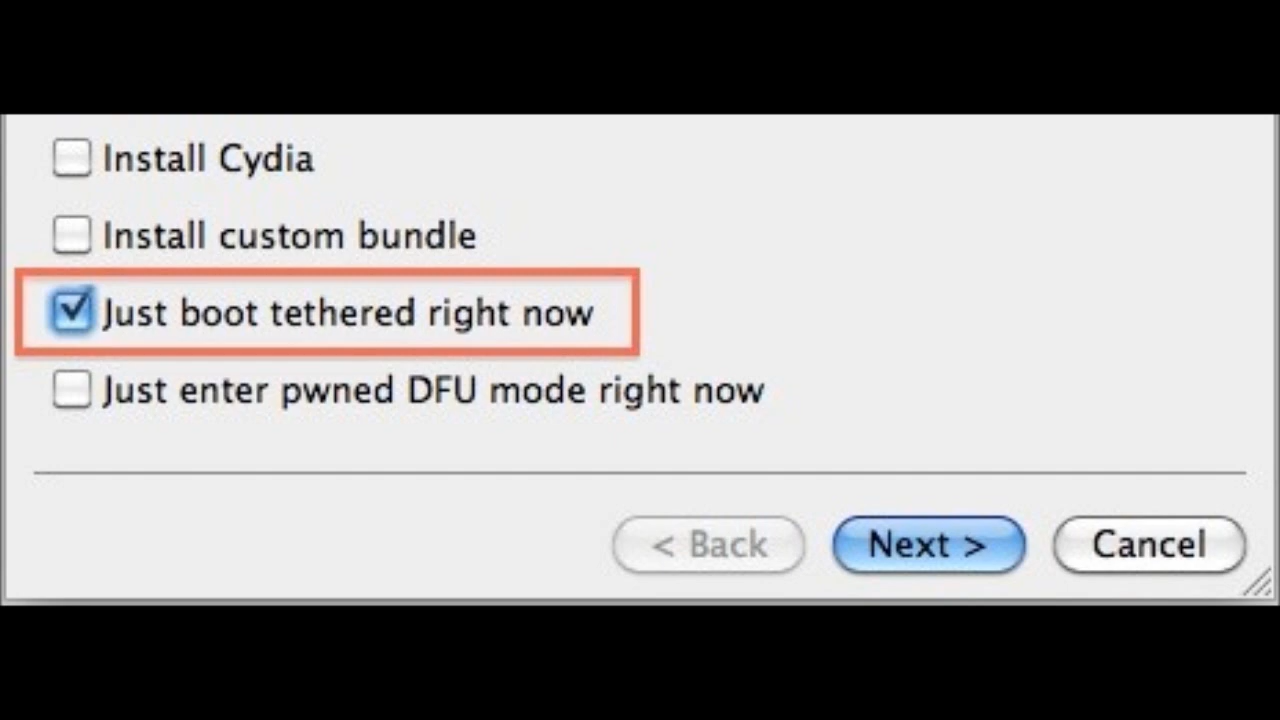 Install Cydia
Install custom bundle
Just boot tethered right now
Just enter pwned DFU mode right now
< Back Next > Cancel